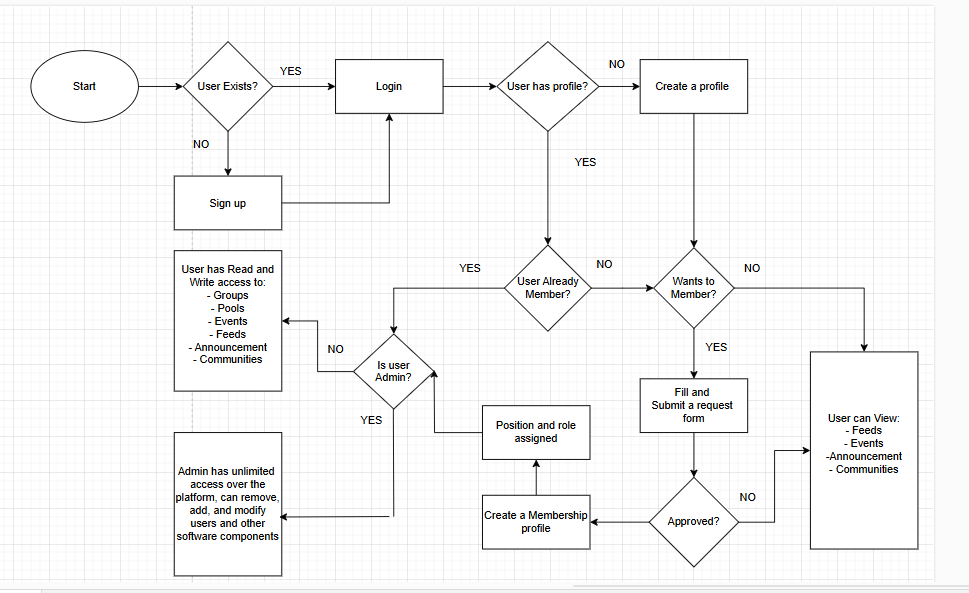 Start
User Exists?
YES
Login
User has profile?
NO
Create a profile
NO
YES
Sign up
User has Read and
Write access to:
- Groups
- Pools
- Events
- Feeds
- Announcement
- Communities
YES
User Already
Member?
NO
Wants to
Member?
NO
NO
Is user
Admin?
YES
YES
Fill and
Submit a request
form
Position and role
assigned
User can View:
- Feeds
- Events
-Announcement
- Communities
Admin has unlimited
access over the
platform, can remove,
add, and modify
users and other
software components
Create a Membership
profile
Approved?
NO